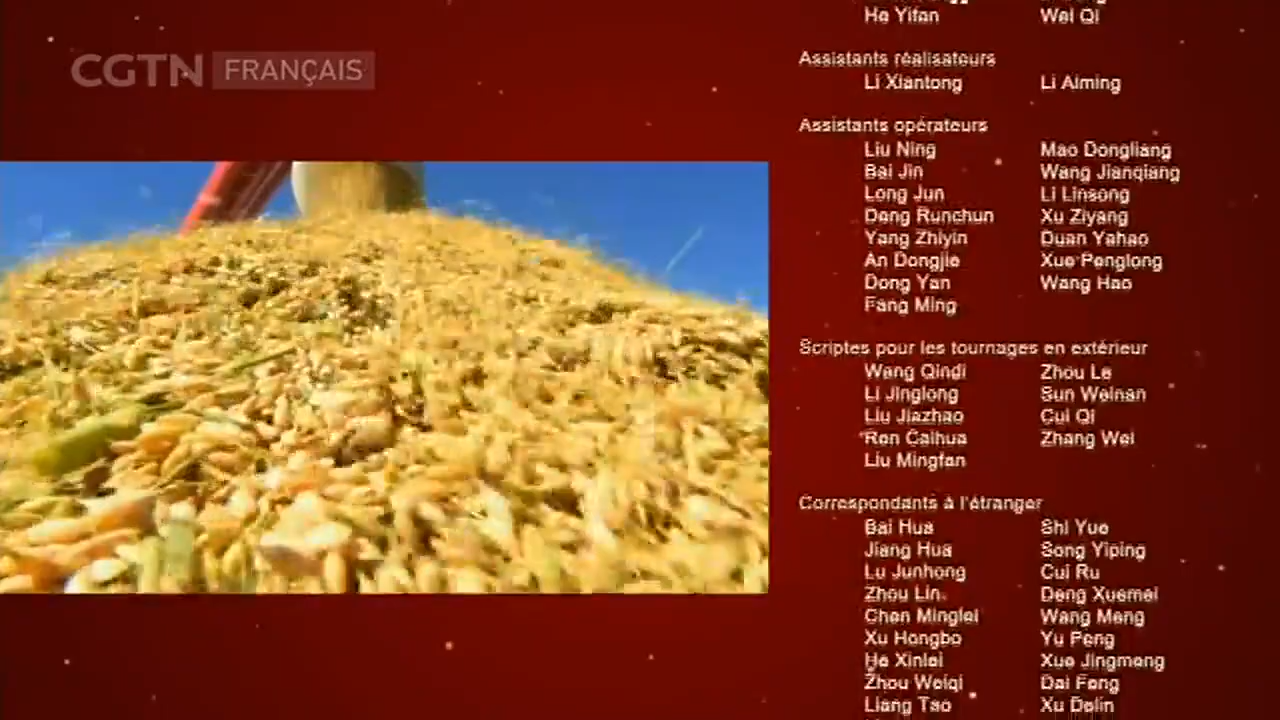 CGTN FRANÇAIS
He Yifan Wei Qi
Assistants réalisateurs
Li Xiantong Li Aiming
Assistants opérateurs
Liu Ning Mao Dongliang
Bai Jin Wang Jianqiang
Long Jun Li Linsong
Deng Runchun Xu Ziyang
Yang Zhiyin Duan Yahao
An Dongjie Xue Penglong
Dong Yan Wang Hao
Fang Ming
Scriptes pour les tournages en extérieur
Wang Qindi Zhou Le
Li Jinglong Sun Weinan
Liu Jiazhao Cui Qi
Ren Caihua Zhang Wei
Liu Mingfan
Correspondants à l'étranger
Bai Hua Shi Yue
Jiang Hua Song Yiping
Lu Junhong Cui Ru
Zhou Lin Deng Xuemei
Chen Minglei Wang Meng
Xu Hongbo Yu Peng
He Xinlei Xue Jingmeng
Zhou Weiqi Dai Feng
Liang Tao Xu Delin